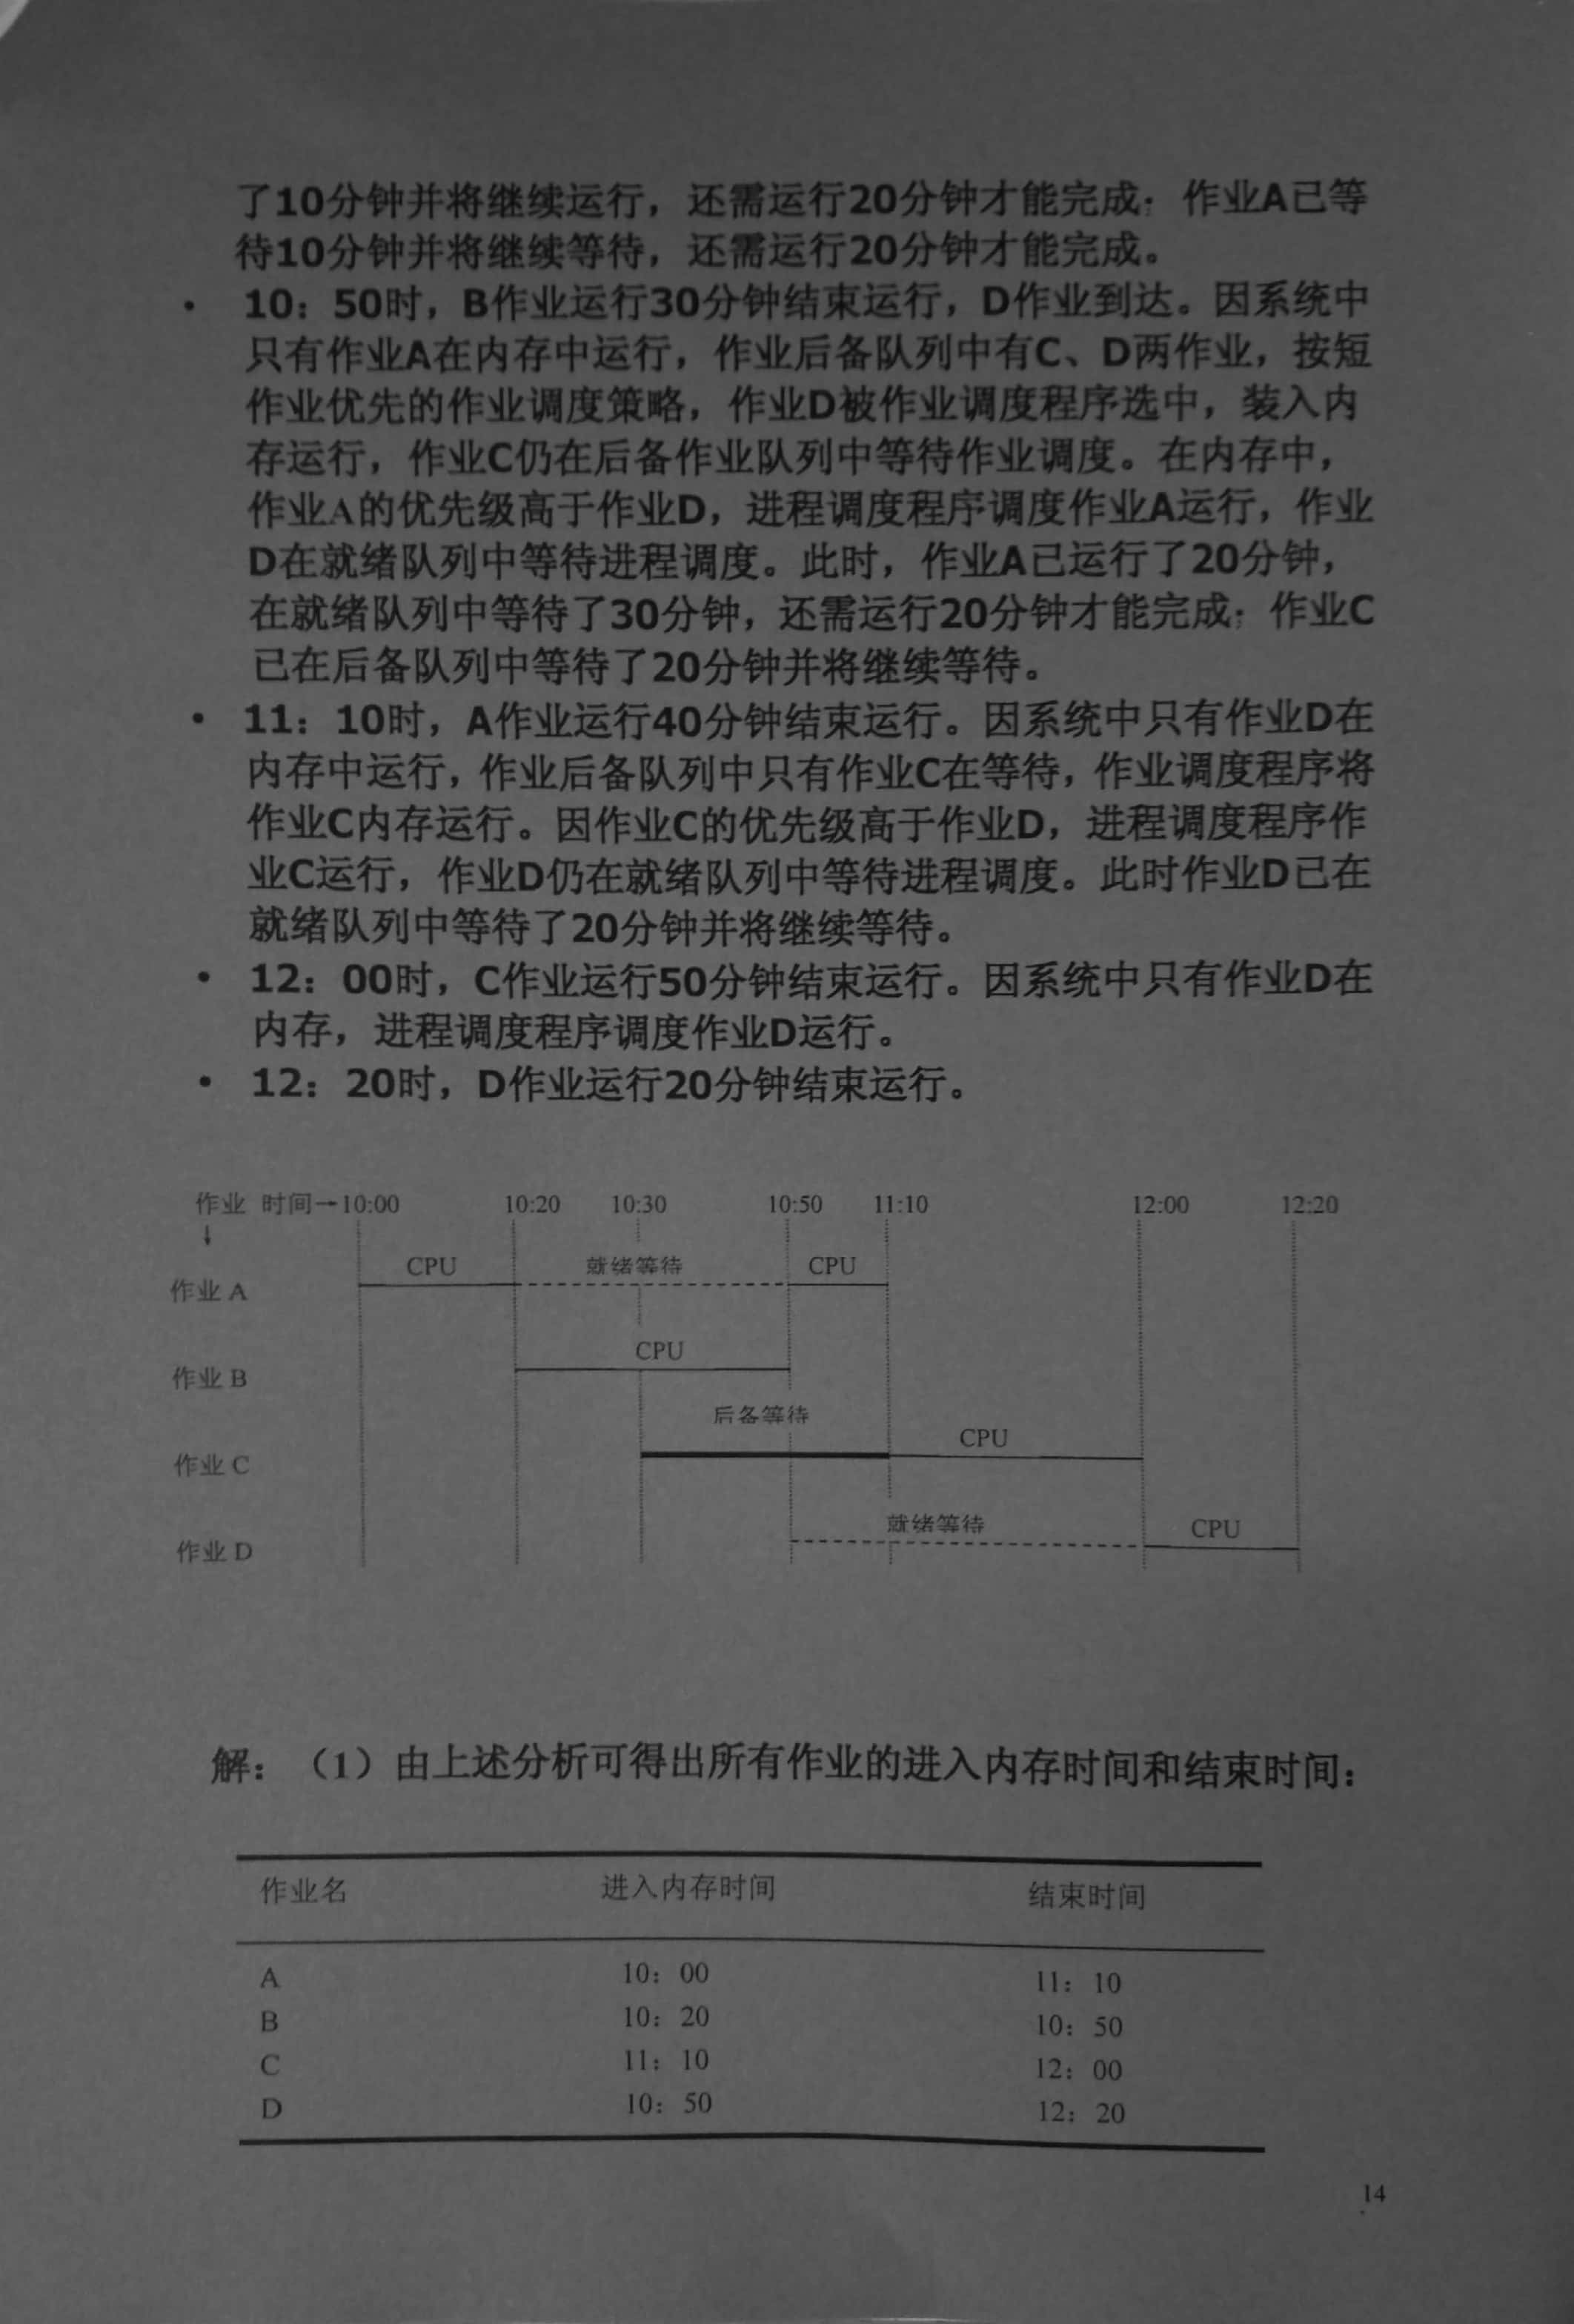 了10分钟并将继续运行，还需运行20分钟才能完成；作业A已等
待10分钟并将继续等待，还需运行20分钟才能完成。
• 10：50时，B作业运行30分钟结束运行，D作业到达。因系统中
只有作业A在内存中运行，作业后备队列中有C、D两作业，按短
作业优先的作业调度策略，作业D被作业调度程序选中，装入内
存运行，作业C仍在后备作业队列中等待作业调度。在内存中，
作业A的优先级高于作业D，进程调度程序调度作业A运行，作业
D在就绪队列中等待进程调度。此时，作业A已运行了20分钟，
在就绪队列中等待了30分钟，还需运行20分钟才能完成；作业C
已在后备队列中等待了20分钟并将继续等待。
• 11：10时，A作业运行40分钟结束运行。因系统中只有作业D在
内存中运行，作业后备队列中只有作业C在等待，作业调度程序将
作业C内存运行。因作业C的优先级高于作业D，进程调度程序作
业C运行，作业D仍在就绪队列中等待进程调度。此时作业D已在
就绪队列中等待了20分钟并将继续等待。
• 12：00时，C作业运行50分钟结束运行。因系统中只有作业D在
内存，进程调度程序调度作业D运行。
• 12：20时，D作业运行20分钟结束运行。
作业 时间→10:00 10:20 10:30 10:50 11:10 12:00 12:20
↓
CPU 就绪等待 CPU
作业 A
CPU
作业 B
后备等待
CPU
作业 C
就绪等待 CPU
作业 D
解：（1）由上述分析可得出所有作业的进入内存时间和结束时间：
作业名 进入内存时间 结束时间
A 10：00 11：10
B 10：20 10：50
C 11：10 12：00
D 10：50 12：20
14